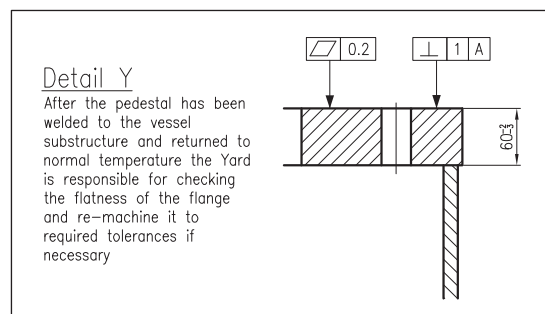 Detail Y
After the pedestal has been
welded to the vessel
substructure and returned to
normal temperature the Yard
is responsible for checking
the flatness of the flange
and re-machine it to
required tolerances if
necessary
⏥ 0.2
⊥ 1 A